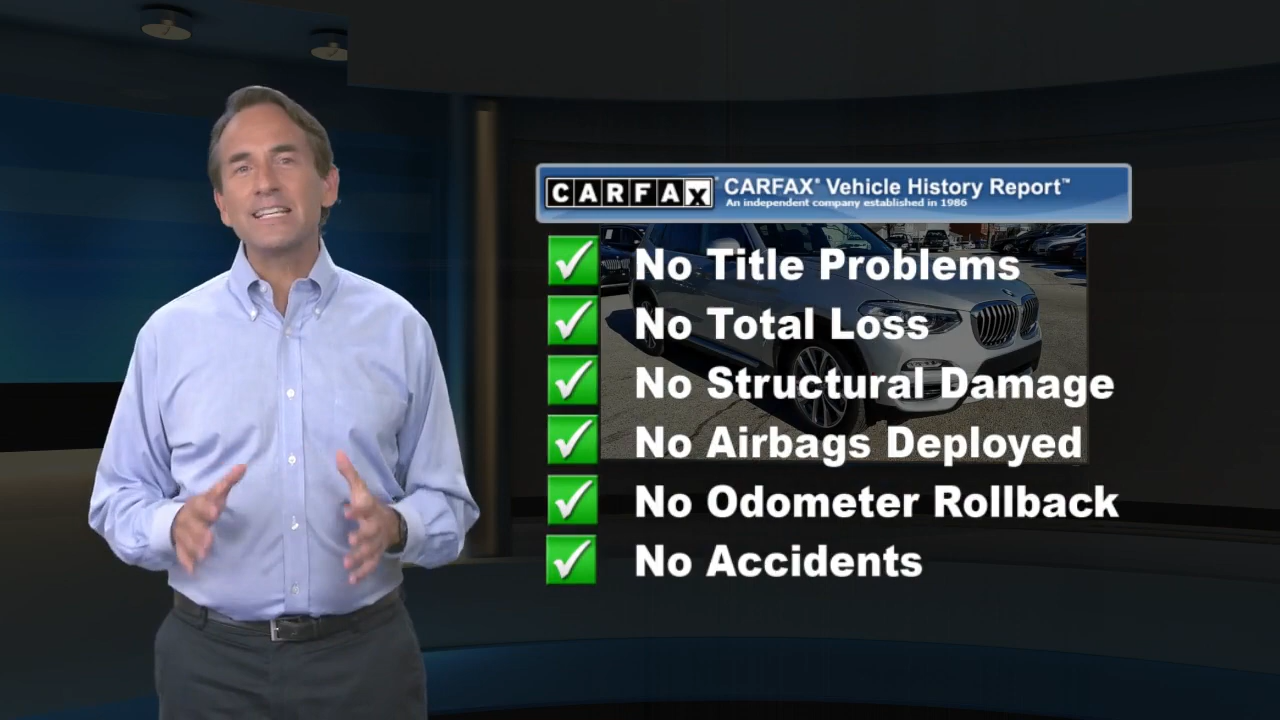 CARFAX® CARFAX® Vehicle History Report™
An independent company established in 1986
No Title Problems
No Total Loss
No Structural Damage
No Airbags Deployed
No Odometer Rollback
No Accidents